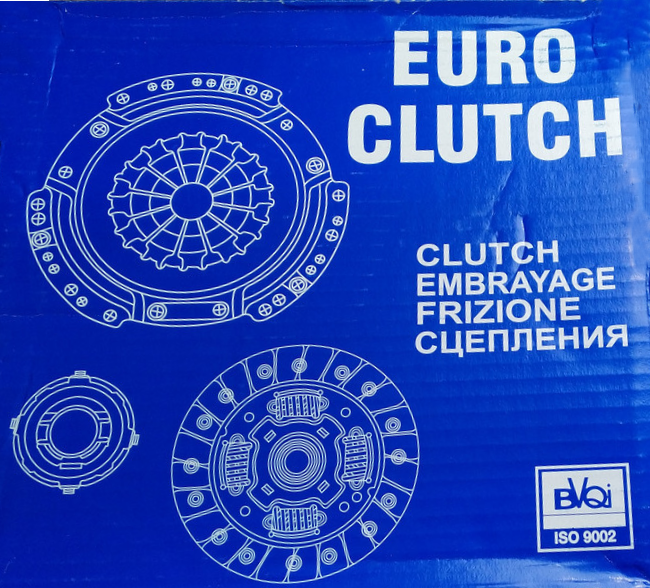 EURO
CLUTCH
CLUTCH
EMBRAYAGE
FRIZIONE
СЦЕПЛЕНИЯ
BVQi
ISO 9002